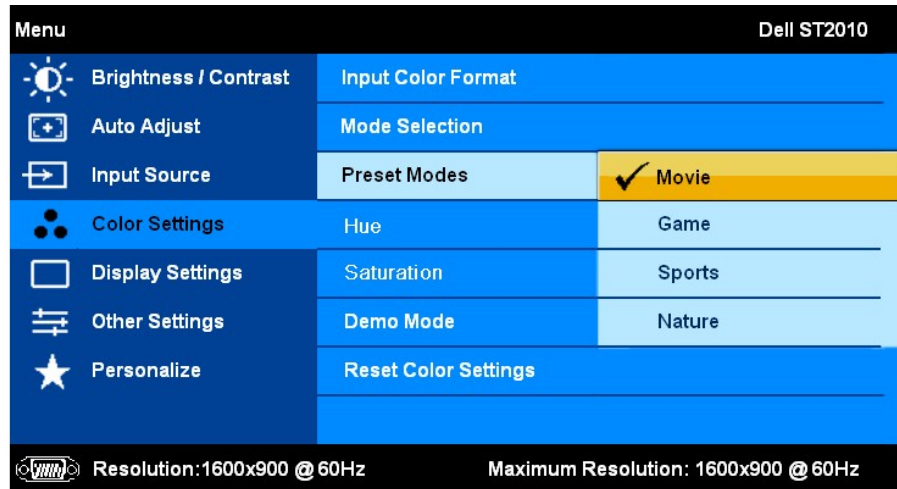 Menu Dell ST2010
Brightness / Contrast Input Color Format
Auto Adjust Mode Selection
Input Source Preset Modes Movie
Color Settings Hue Game
Display Settings Saturation Sports
Other Settings Demo Mode Nature
Personalize Reset Color Settings
Resolution:1600x900 @60Hz Maximum Resolution: 1600x900 @60Hz